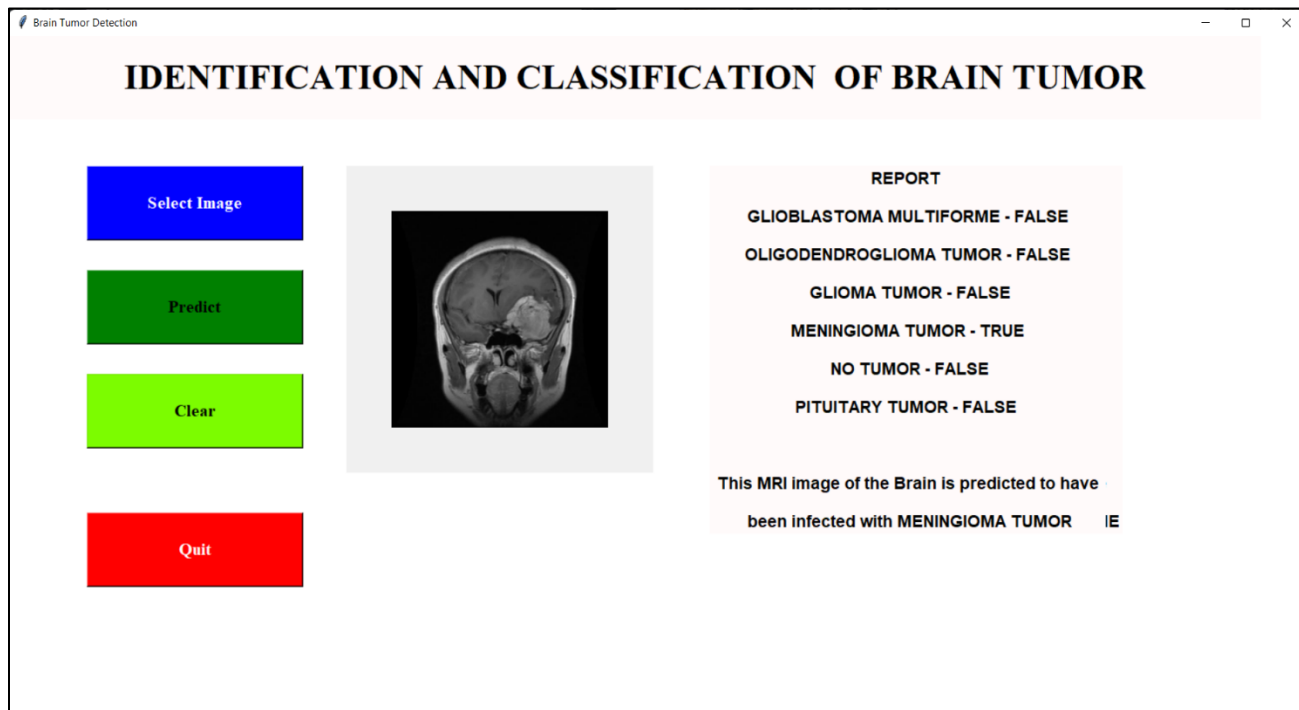 Brain Tumor Detection
IDENTIFICATION AND CLASSIFICATION OF BRAIN TUMOR
Select Image
Predict
Clear
Quit
REPORT
GLIOBLASTOMA MULTIFORME - FALSE
OLIGODENDROGLIOMA TUMOR - FALSE
GLIOMA TUMOR - FALSE
MENINGIOMA TUMOR - TRUE
NO TUMOR - FALSE
PITUITARY TUMOR - FALSE
This MRI image of the Brain is predicted to have
been infected with MENINGIOMA TUMOR